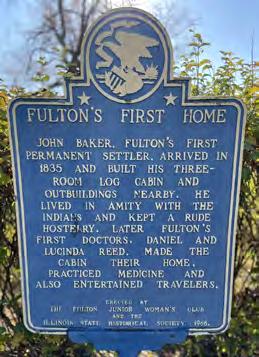 FULTON'S FIRST HOME
JOHN BAKER, FULTON'S FIRST
PERMANENT SETTLER, ARRIVED IN
1835 AND BUILT HIS THREE-
ROOM LOG CABIN AND
OUTBUILDINGS NEARBY. HE
LIVED IN AMITY WITH THE
INDIANS AND KEPT A RUDE
HOSTELRY. LATER FULTON'S
FIRST DOCTORS, DANIEL AND
LUCINDA REED, MADE THE
CABIN THEIR HOME,
PRACTICED MEDICINE AND
ALSO ENTERTAINED TRAVELERS.
ERECTED BY
THE FULTON JUNIOR WOMAN'S CLUB
AND THE
ILLINOIS STATE HISTORICAL SOCIETY, 1968.